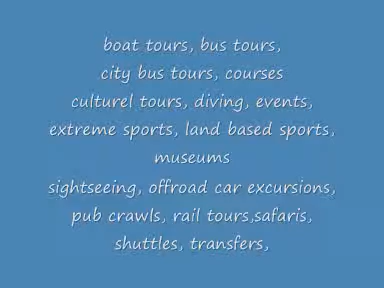 boat tours, bus tours,
city bus tours, courses
culturel tours, diving, events,
extreme sports, land based sports,
museums
sightseeing, offroad car excursions,
pub crawls, rail tours,safaris,
shuttles, transfers,